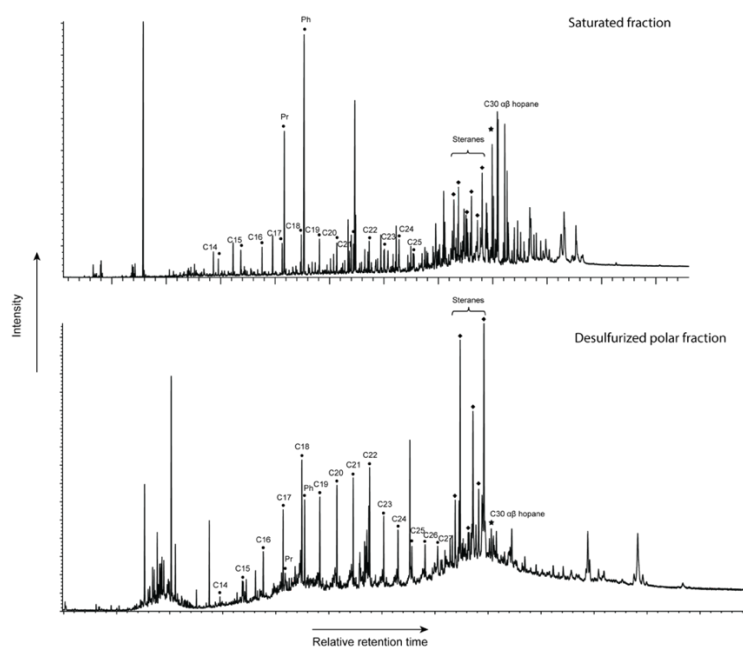 Saturated fraction
Ph
Pr
C30 αβ hopane
Steranes
C14
C15
C16
C17
C18
C19
C20
C21
C22
C23
C24
C25
Intensity
Desulfurized polar fraction
Steranes
C14
C15
C16
C17
Pr
C18
Ph
C19
C20
C21
C22
C23
C24
C25
C26
C27
C30 αβ hopane
Relative retention time